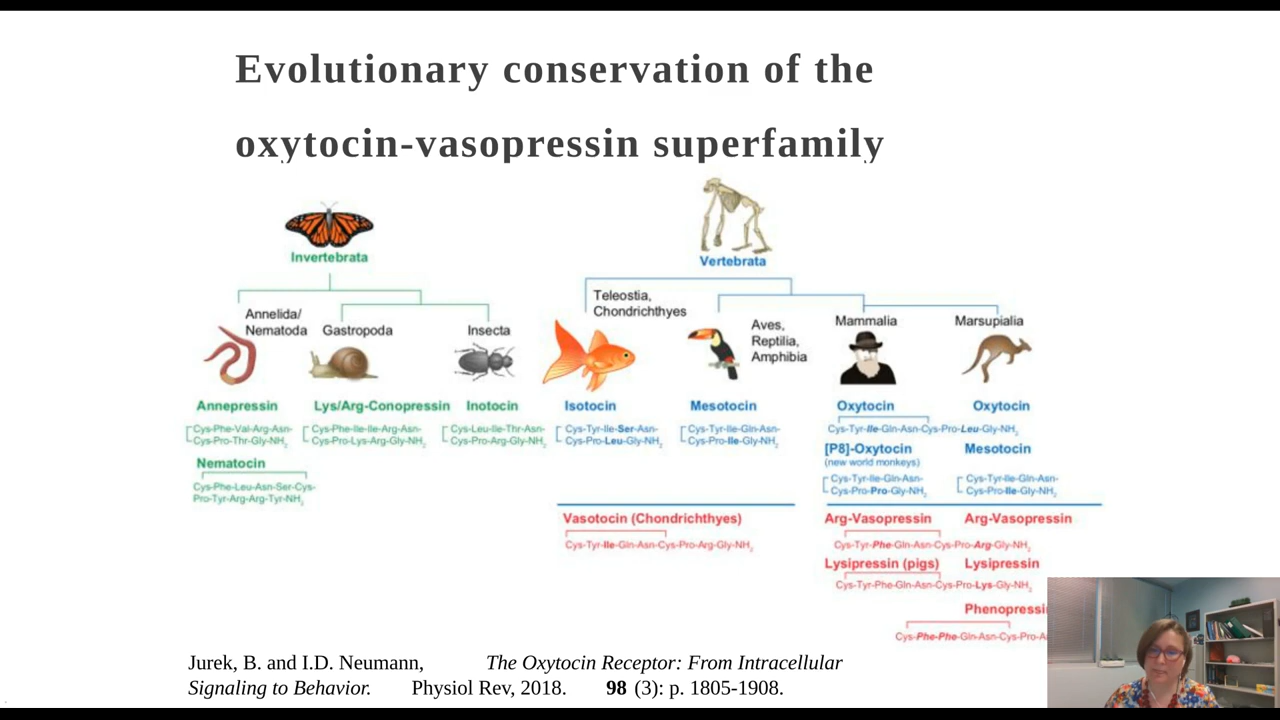 Evolutionary conservation of the
oxytocin-vasopressin superfamily
Invertebrata
Vertebrata
Annelida/
Nematoda
Gastropoda
Insecta
Teleostia,
Chondrichthyes
Aves,
Reptilia,
Amphibia
Mammalia
Marsupialia
Annepressin
Cys-Phe-Val-Arg-Asn-
Cys-Pro-Thr-Gly-NH2
Nematocin
Cys-Phe-Leu-Asn-Ser-Cys-
Pro-Tyr-Arg-Arg-Tyr-NH2
Lys/Arg-Conopressin
Cys-Phe-Ile-Ile-Arg-Asn-
Cys-Pro-Lys-Arg-Gly-NH2
Inotocin
Cys-Leu-Ile-Thr-Asn-
Cys-Pro-Arg-Gly-NH2
Isotocin
Cys-Tyr-Ile-Ser-Asn-
Cys-Pro-Leu-Gly-NH2
Mesotocin
Cys-Tyr-Ile-Gln-Asn-
Cys-Pro-Ile-Gly-NH2
Oxytocin
Oxytocin
Cys-Tyr-Ile-Gln-Asn-Cys-Pro-Leu-Gly-NH2
[P8]-Oxytocin
(new world monkeys)
Cys-Tyr-Ile-Gln-Asn-
Cys-Pro-Pro-Gly-NH2
Mesotocin
Cys-Tyr-Ile-Gln-Asn-
Cys-Pro-Ile-Gly-NH2
Vasotocin (Chondrichthyes)
Cys-Tyr-Ile-Gln-Asn-Cys-Pro-Arg-Gly-NH2
Arg-Vasopressin
Arg-Vasopressin
Cys-Tyr-Phe-Gln-Asn-Cys-Pro-Arg-Gly-NH2
Lysipressin (pigs)
Lysipressin
Cys-Tyr-Phe-Gln-Asn-Cys-Pro-Lys-Gly-NH2
Phenopressi
Cys-Phe-Phe-Gln-Asn-Cys-Pro-A
Jurek, B. and I.D. Neumann, The Oxytocin Receptor: From Intracellular
Signaling to Behavior. Physiol Rev, 2018. 98 (3): p. 1805-1908.